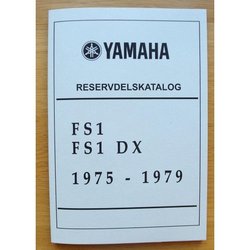 YAMAHA
RESERVDELSKATALOG
FS1
FS1 DX
1975 - 1979